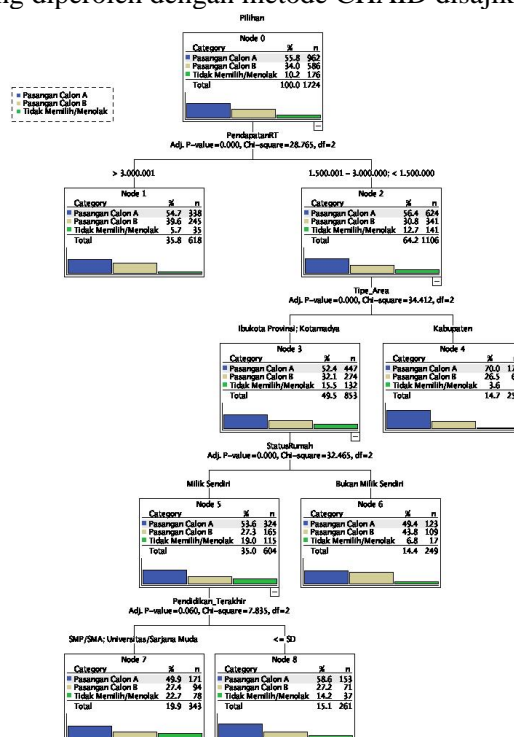 ng diperoleh dengan metode CHAID disajik
Pilihan
Node 0
Category % n
Pasangan Calon A 55.8 962
Pasangan Calon B 34.0 586
Tidak Memilih/Menolak 10.2 176
Total 100.0 1724
Pasangan Calon A
Pasangan Calon B
Tidak Memilih/Menolak
PendapatanRT
Adj. P-value=0.000, Chi-square=28.765, df=2
> 3.000.001
1.500.001 - 3.000.000; < 1.500.000
Node 1
Category % n
Pasangan Calon A 54.7 338
Pasangan Calon B 39.6 245
Tidak Memilih/Menolak 5.7 35
Total 35.8 618
Node 2
Category % n
Pasangan Calon A 56.4 624
Pasangan Calon B 30.8 341
Tidak Memilih/Menolak 12.7 141
Total 64.2 1106
Tipe_Area
Adj. P-value=0.000, Chi-square=34.412, df=2
Ibukota Provinsi; Kotamadya
Kabupaten
Node 3
Category % n
Pasangan Calon A 52.4 447
Pasangan Calon B 32.1 274
Tidak Memilih/Menolak 15.5 132
Total 49.5 853
Node 4
Category % n
Pasangan Calon A 70.0 17
Pasangan Calon B 26.5 6
Tidak Memilih/Menolak 3.6
Total 14.7 25
StatusRumah
Adj. P-value=0.000, Chi-square=32.465, df=2
Milik Sendiri
Bukan Milik Sendiri
Node 5
Category % n
Pasangan Calon A 53.6 324
Pasangan Calon B 27.3 165
Tidak Memilih/Menolak 19.0 115
Total 35.0 604
Node 6
Category % n
Pasangan Calon A 49.4 123
Pasangan Calon B 43.8 109
Tidak Memilih/Menolak 6.8 17
Total 14.4 249
Pendidikan_Terakhir
Adj. P-value=0.060, Chi-square=7.835, df=2
SMP/SMA; Universitas/Sarjana Muda
<= SD
Node 7
Category % n
Pasangan Calon A 49.9 171
Pasangan Calon B 27.4 94
Tidak Memilih/Menolak 22.7 78
Total 19.9 343
Node 8
Category % n
Pasangan Calon A 58.6 153
Pasangan Calon B 27.2 71
Tidak Memilih/Menolak 14.2 37
Total 15.1 261